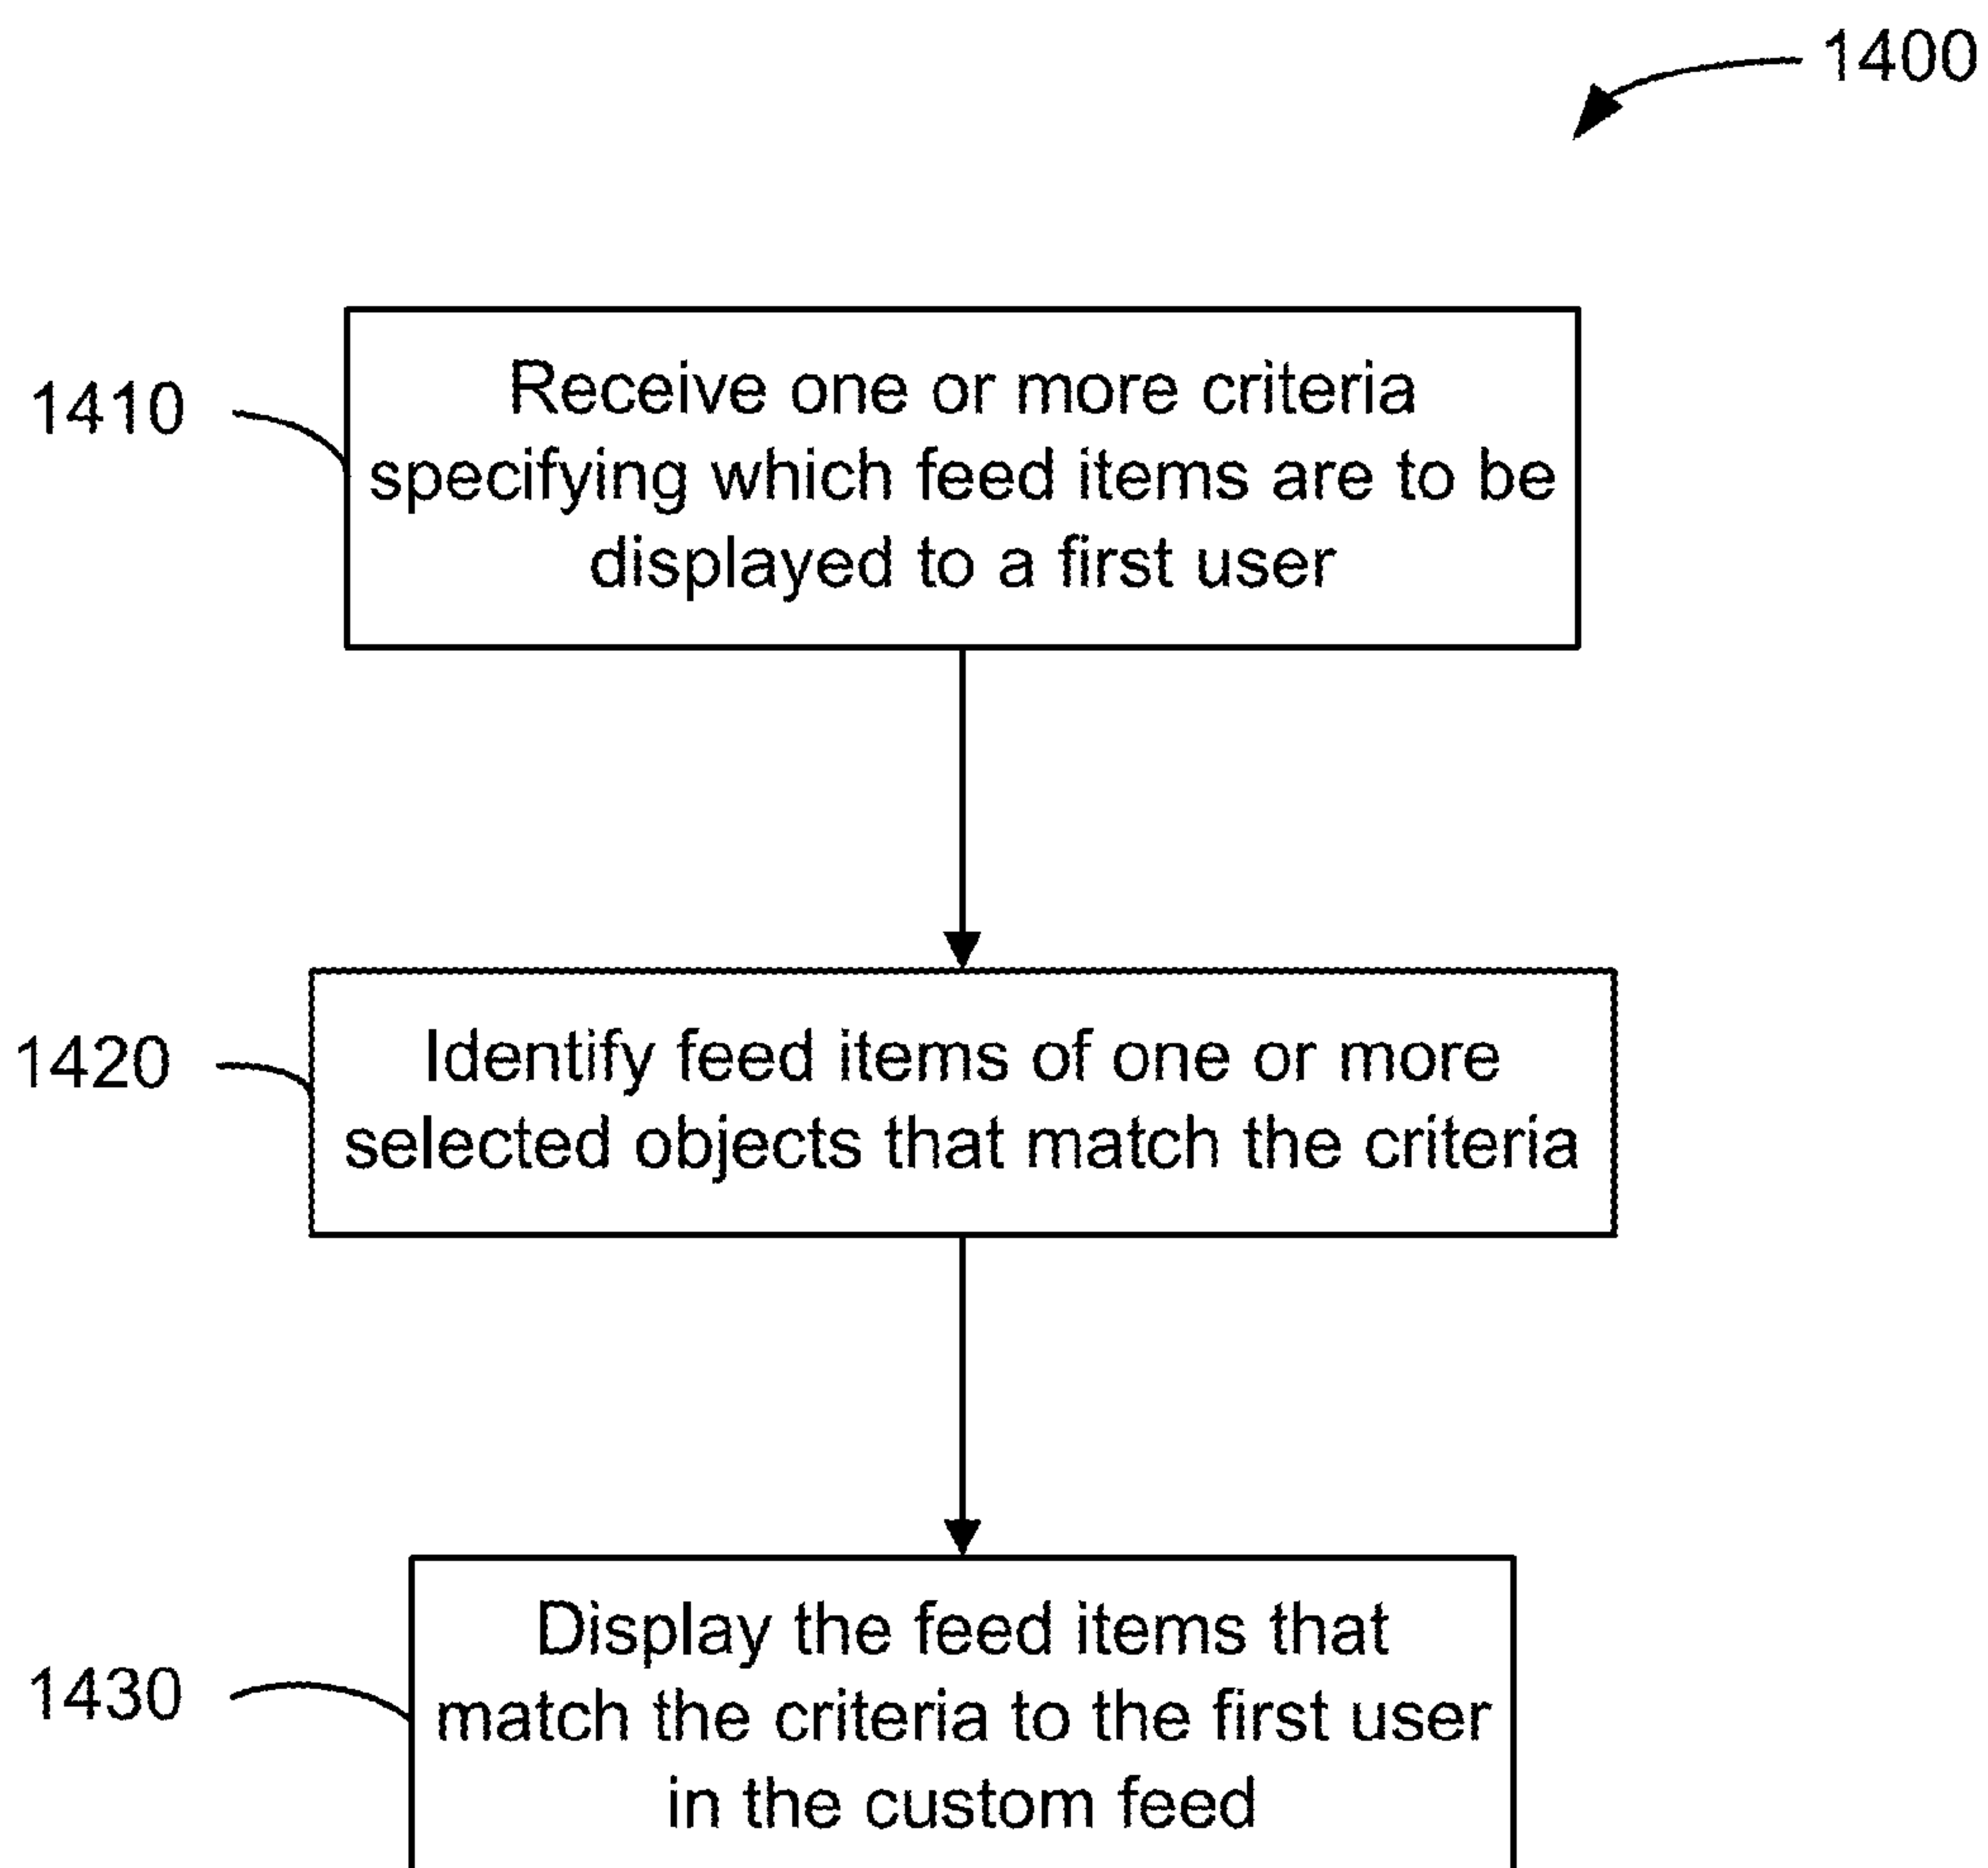 1400
1410
Receive one or more criteria
specifying which feed items are to be
displayed to a first user
1420
Identify feed items of one or more
selected objects that match the criteria
1430
Display the feed items that
match the criteria to the first user
in the custom feed